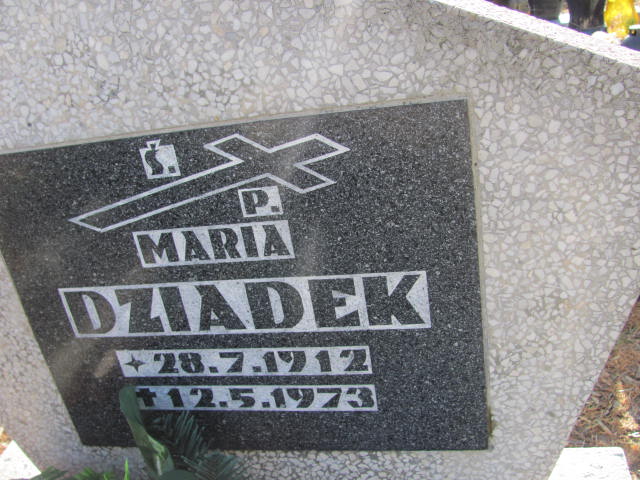 Ś.
P.
MARIA
DZIADEK
✦28.7.1912
✝12.5.1973